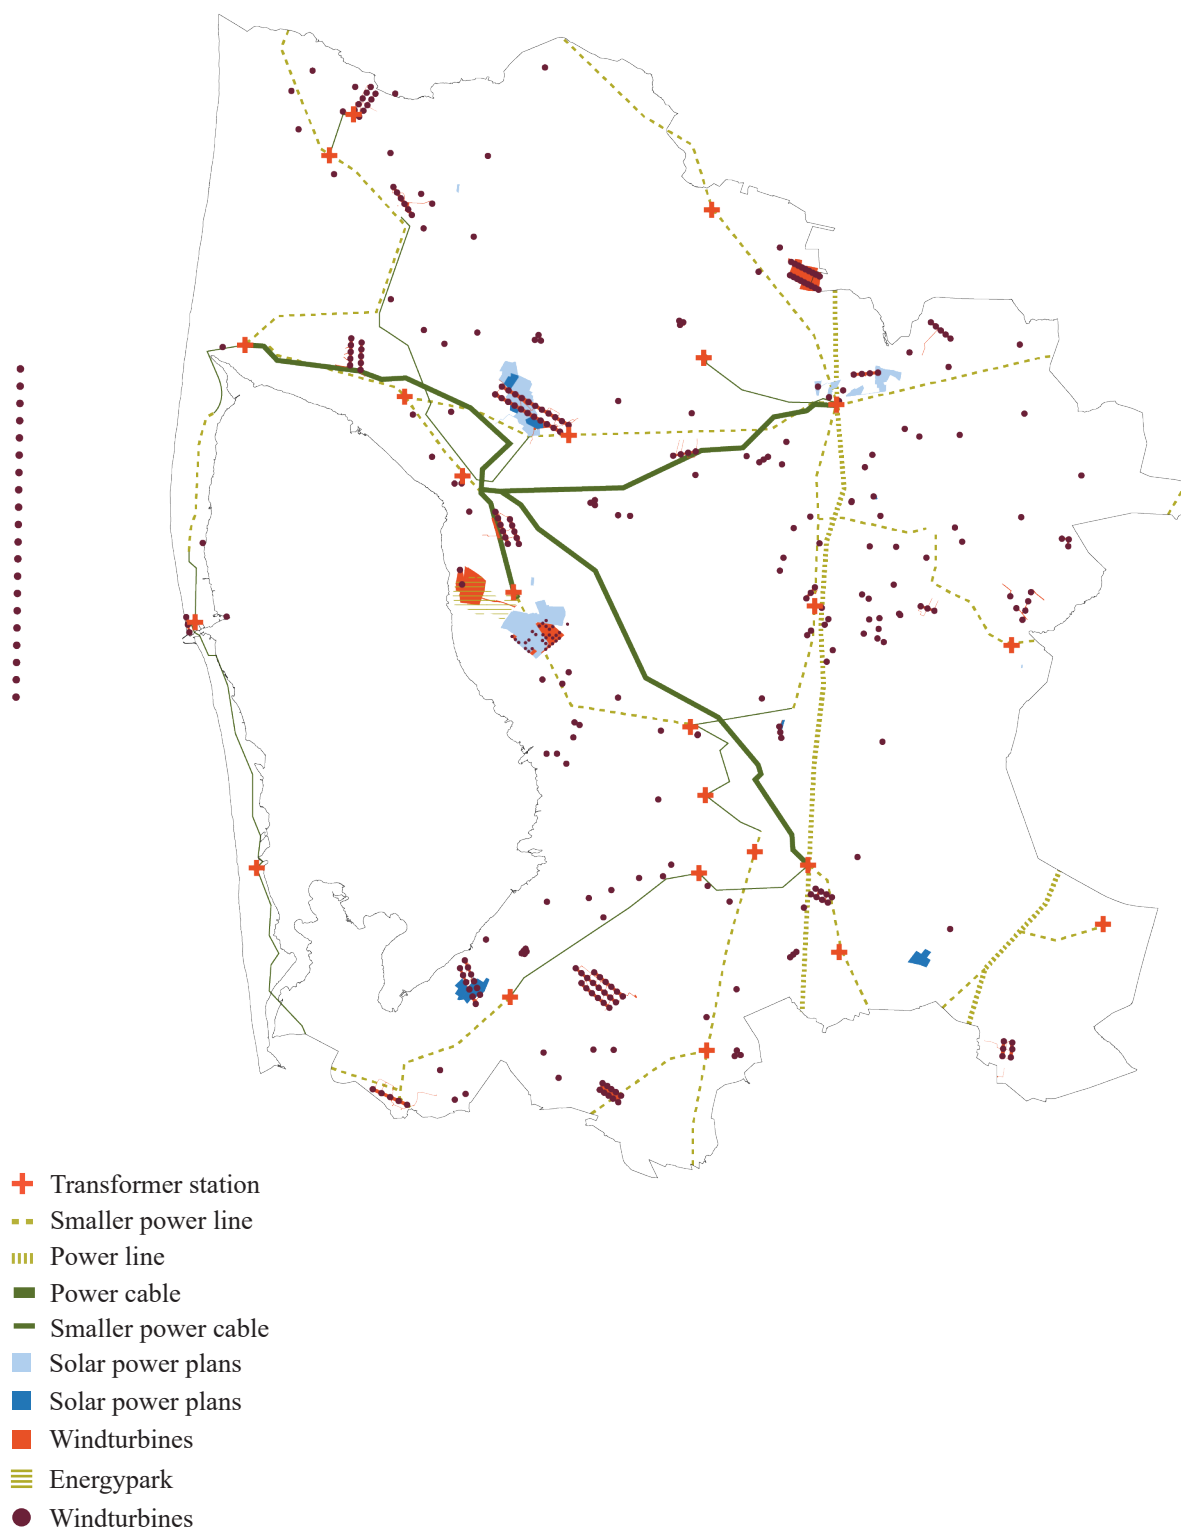 Transformer station
Smaller power line
Power line
Power cable
Smaller power cable
Solar power plans
Solar power plans
Windturbines
Energypark
Windturbines